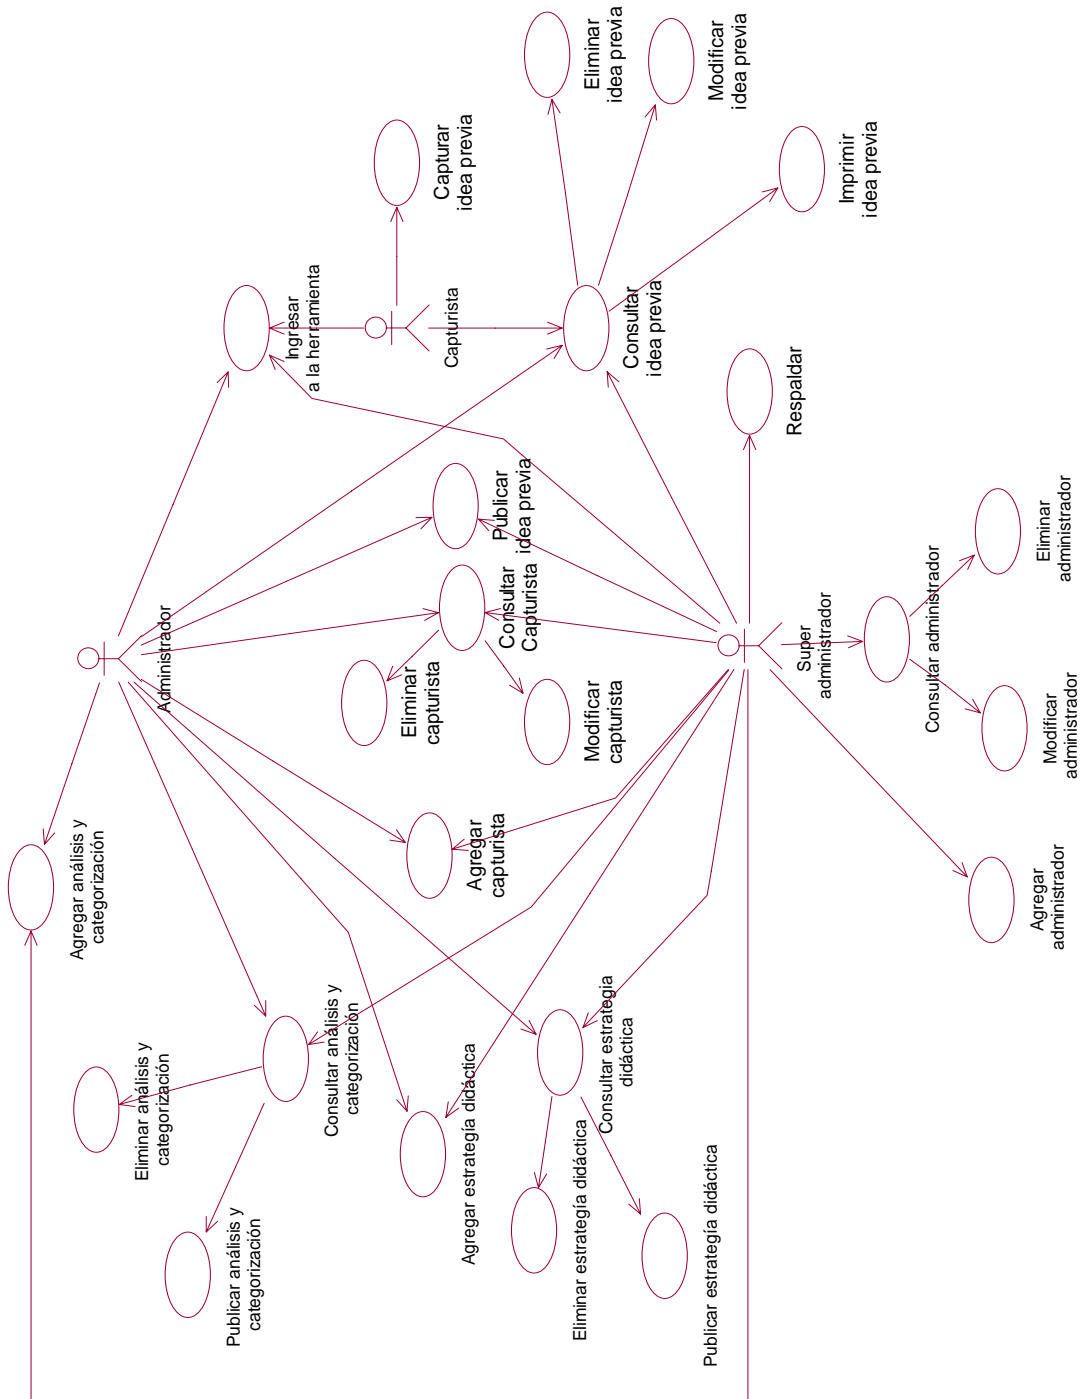 Agregar análisis y
categorización
Eliminar análisis y
categorización
Administrador
Publicar análisis y
categorización
Ingresar
a la herramienta
Consultar análisis y
categorización
Eliminar
capturista
Capturar
idea previa
Capturista
Agregar estrategía didáctica
Agregar
capturista
Publicar
idea previa
Consultar
Capturista
Eliminar estrategía didáctica
Modificar
capturista
Eliminar
idea previa
Consultar estrategia
didáctica
Consultar
idea previa
Publicar estrategía didáctica
Modificar
idea previa
Respaldar
Super
administrador
Imprimir
idea previa
Consultar administrador
Agregar
administrador
Modificar
administrador
Eliminar
administrador